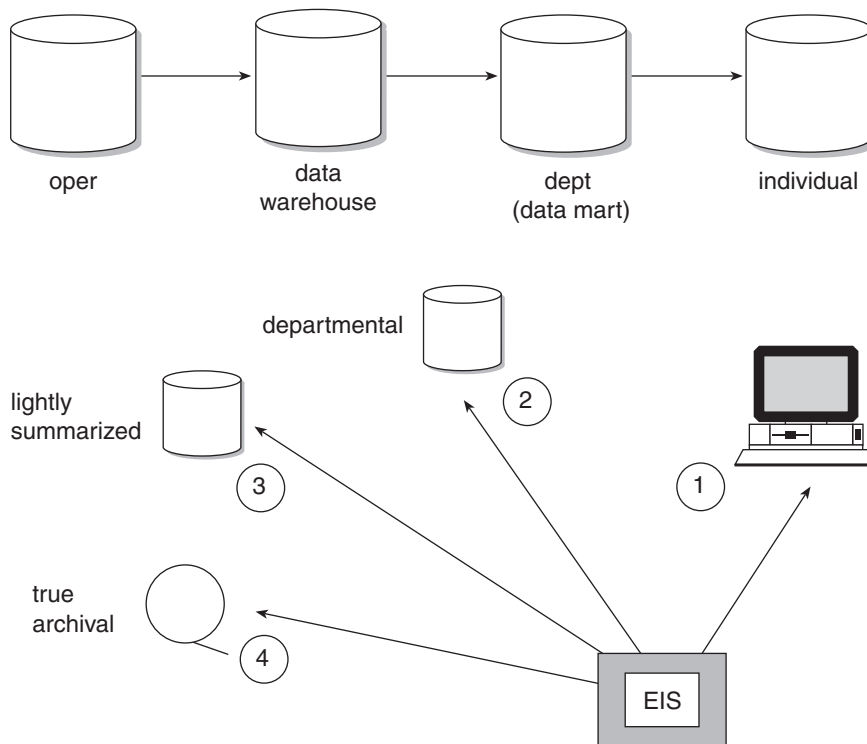 oper
data
warehouse
dept
(data mart)
individual
departmental
2
lightly
summarized
3
1
true
archival
4
EIS